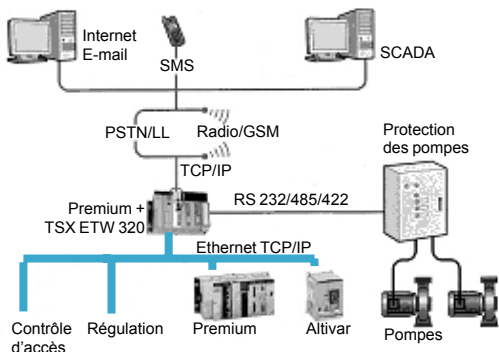 Internet
E-mail
SMS
SCADA
PSTN/LL
Radio/GSM
TCP/IP
Protection
des pompes
Premium +
TSX ETW 320
RS 232/485/422
Ethernet TCP/IP
Contrôle
d'accès
Régulation
Premium
Altivar
Pompes